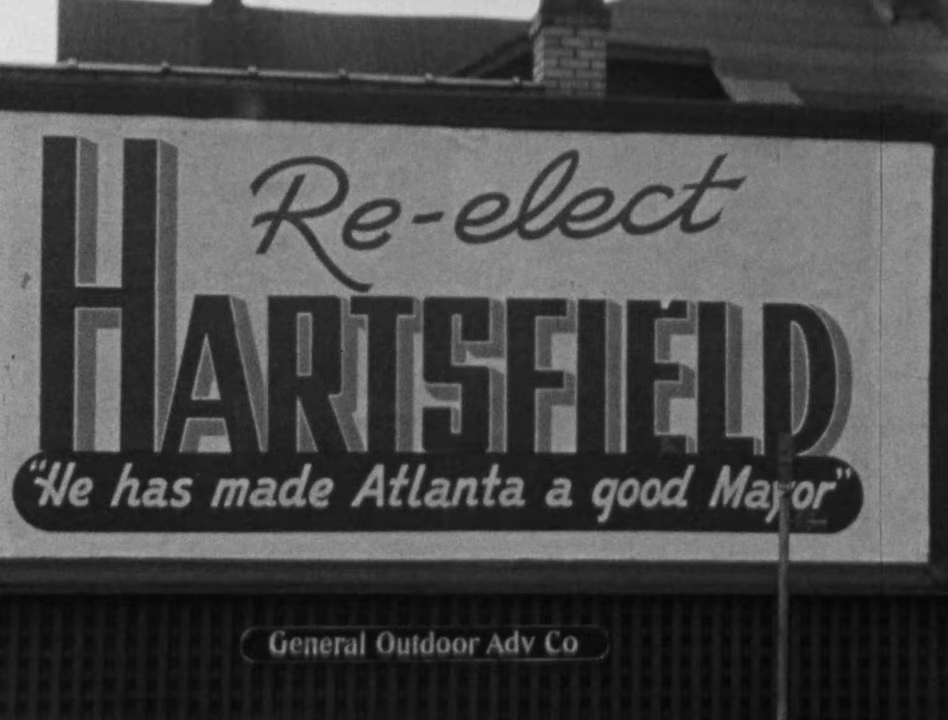 Re-elect
HARTSFIELD
"He has made Atlanta a good Mayor"
General Outdoor Adv Co